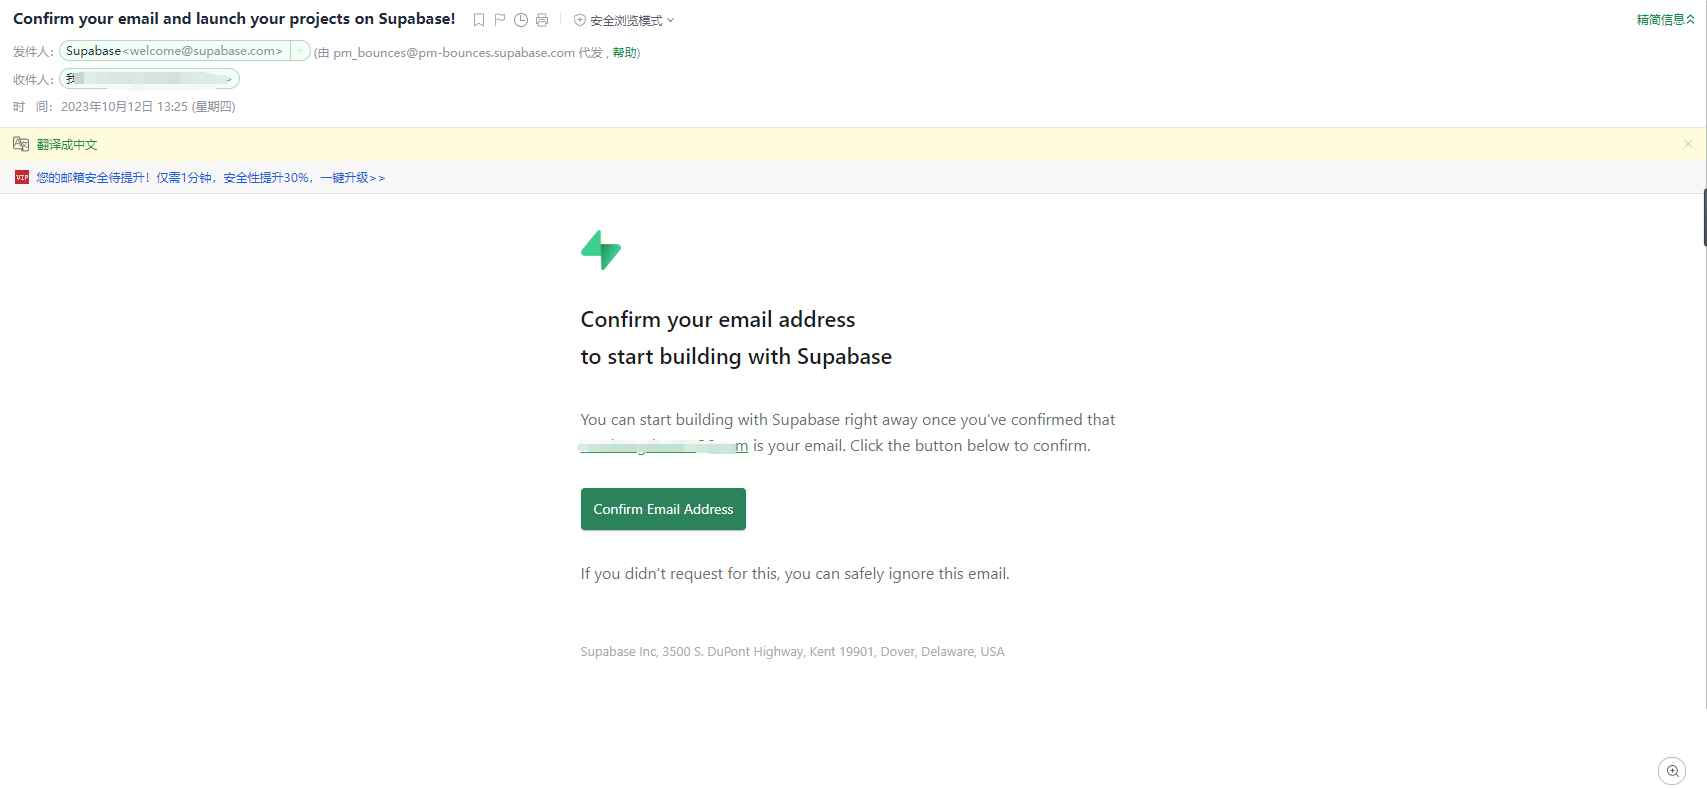 Confirm your email and launch your projects on Supabase!
安全浏览模式
精简信息
发件人： Supabase<welcome@supabase.com> + (由 pm_bounces@pm-bounces.supabase.com 代发 , 帮助)
收件人： 我 >
时 间： 2023年10月12日 13:25 (星期四)
翻译成中文
VIP 您的邮箱安全待提升！仅需1分钟，安全性提升30%，一键升级>>
Confirm your email address
to start building with Supabase
You can start building with Supabase right away once you've confirmed that
is your email. Click the button below to confirm.
Confirm Email Address
If you didn't request for this, you can safely ignore this email.
Supabase Inc, 3500 S. DuPont Highway, Kent 19901, Dover, Delaware, USA